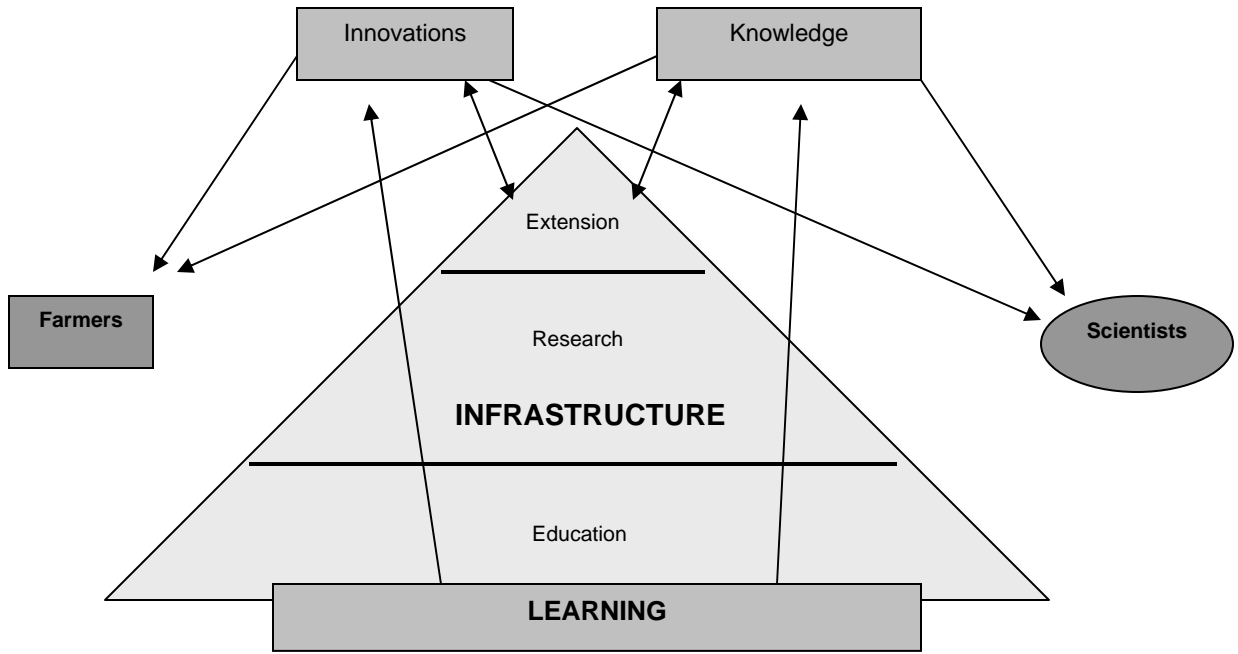 Innovations
Knowledge
Extension
Farmers
Scientists
Research
INFRASTRUCTURE
Education
LEARNING